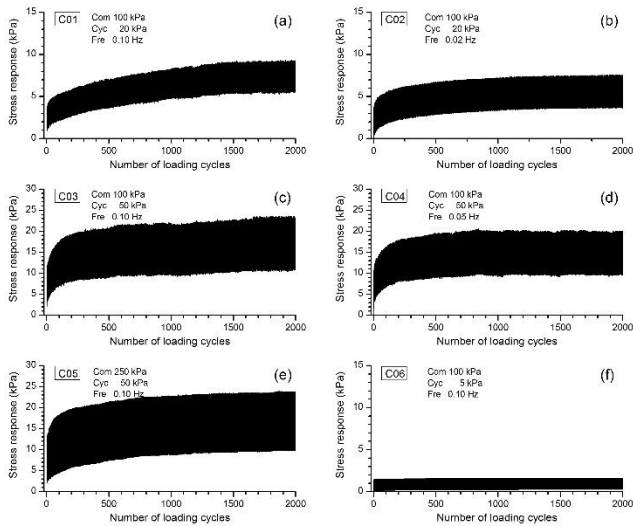 C01
Com 100 kPa
Cyc 20 kPa
Fre 0.10 Hz
(a)
Stress response (kPa)
15
10
5
0
0 500 1000 1500 2000
Number of loading cycles
C02
Com 100 kPa
Cyc 20 kPa
Fre 0.02 Hz
(b)
Stress response (kPa)
15
10
5
0
0 500 1000 1500 2000
Number of loading cycles
C03
Com 100 kPa
Cyc 50 kPa
Fre 0.10 Hz
(c)
Stress response (kPa)
30
25
20
15
10
5
0
0 500 1000 1500 2000
Number of loading cycles
C04
Com 100 kPa
Cyc 50 kPa
Fre 0.05 Hz
(d)
Stress response (kPa)
30
25
20
15
10
5
0
0 500 1000 1500 2000
Number of loading cycles
C05
Com 250 kPa
Cyc 50 kPa
Fre 0.10 Hz
(e)
Stress response (kPa)
30
25
20
15
10
5
0
0 500 1000 1500 2000
Number of loading cycles
C06
Com 100 kPa
Cyc 5 kPa
Fre 0.10 Hz
(f)
Stress response (kPa)
15
10
5
0
0 500 1000 1500 2000
Number of loading cycles